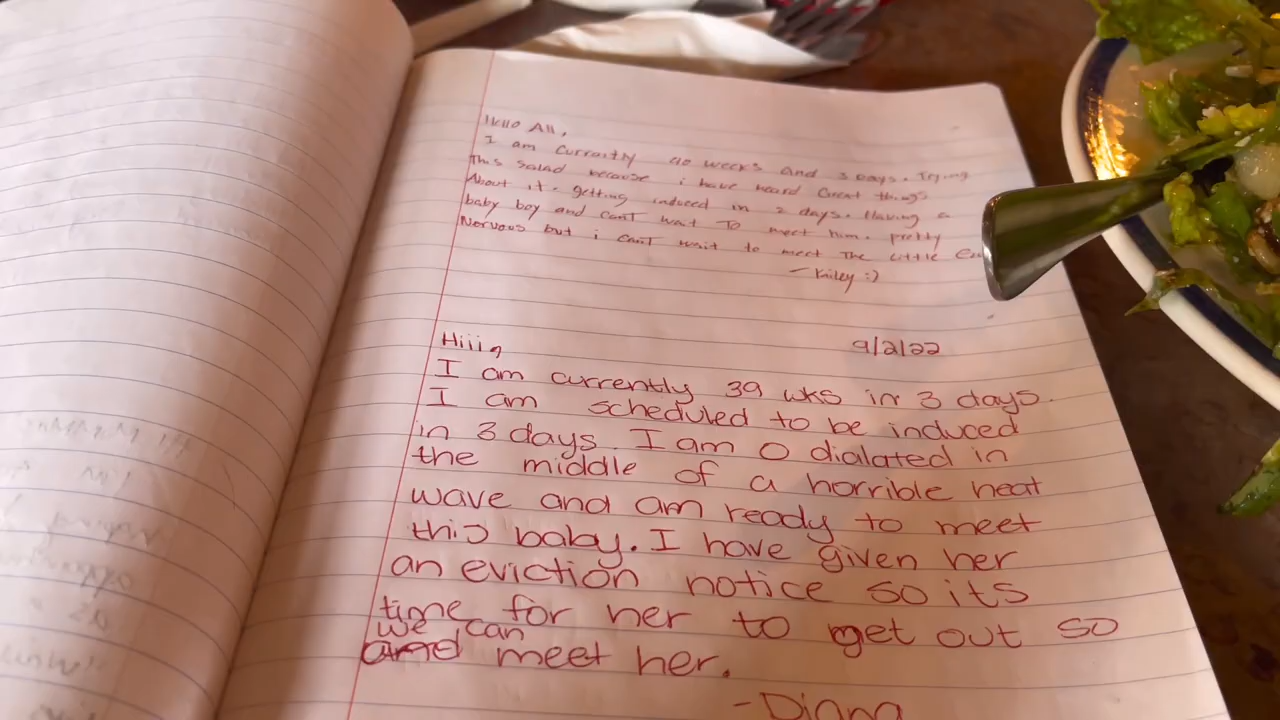 Hello All,
I am currently 40 weeks and 3 Days. Trying
This Salad because i have heard Great things
About it. getting induced in 2 days. Having a
baby boy and can't wait To meet him. pretty
Nervous but i can't wait to meet The Little
- Kailey :)
Hiii,
9/2/22
I am currently 39 wks in 3 days.
I am scheduled to be induced
in 3 days. I am 0 dialated in
the middle of a horrible heat
wave and am ready to meet
this baby. I have given her
an eviction notice so its
time for her to get out so
we can
meet her.
- Diana